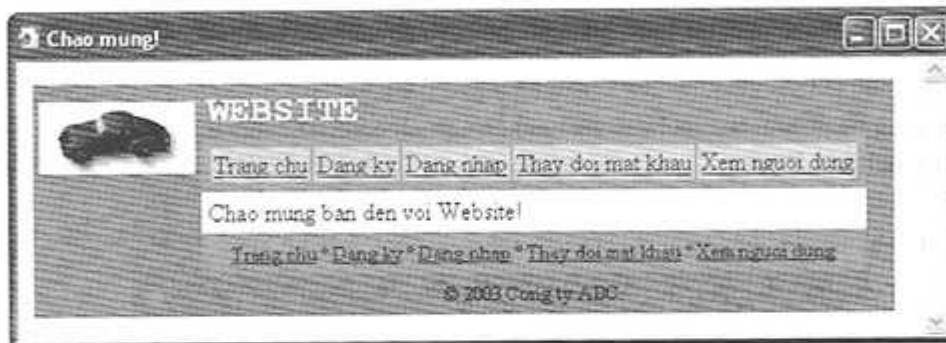 Chao mung!
WEBSITE
Trang chu Dang ky Dang nhap Thay doi mat khau Xem nguoi dung
Chao mung ban den voi Website!
Trang chu * Dang ky * Dang nhap * Thay doi mat khau * Xem nguoi dung
© 2003 Cong ty ADC